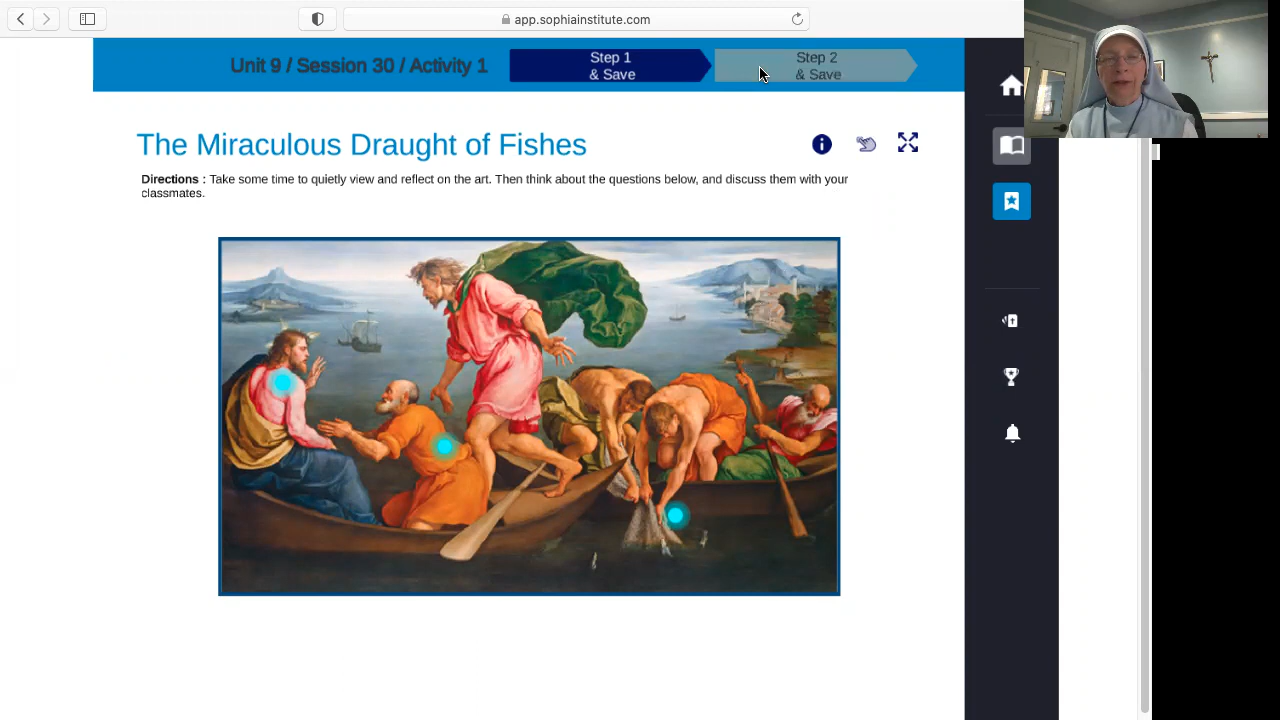 app.sophiainstitute.com
Unit 9 / Session 30 / Activity 1
Step 1
& Save
Step 2
& Save
The Miraculous Draught of Fishes
Directions : Take some time to quietly view and reflect on the art. Then think about the questions below, and discuss them with your
classmates.